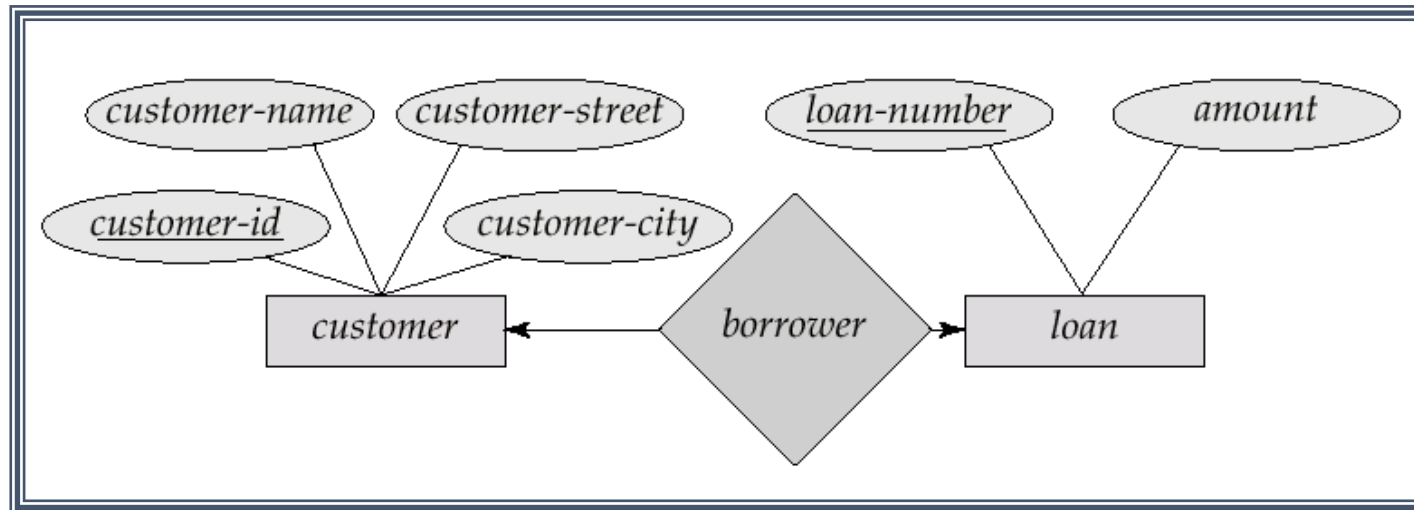 customer-name
customer-street
loan-number
amount
customer-id
customer-city
customer
borrower
loan